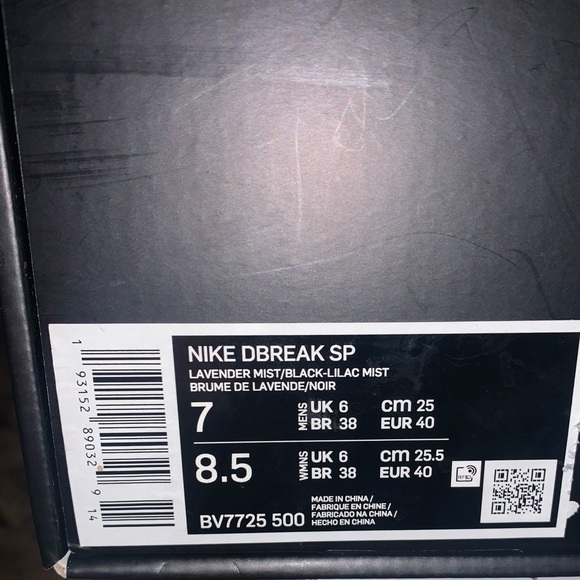 NIKE DBREAK SP
LAVENDER MIST/BLACK-LILAC MIST
BRUME DE LAVENDE/NOIR
7 MENS UK 6 cm 25
BR 38 EUR 40
8.5 WMNS UK 6 cm 25.5
BR 38 EUR 40
BV7725 500
MADE IN CHINA /
FABRIQUE EN CHINE /
FABRICADO NA CHINA /
HECHO EN CHINA
1 93152 89032 9 14